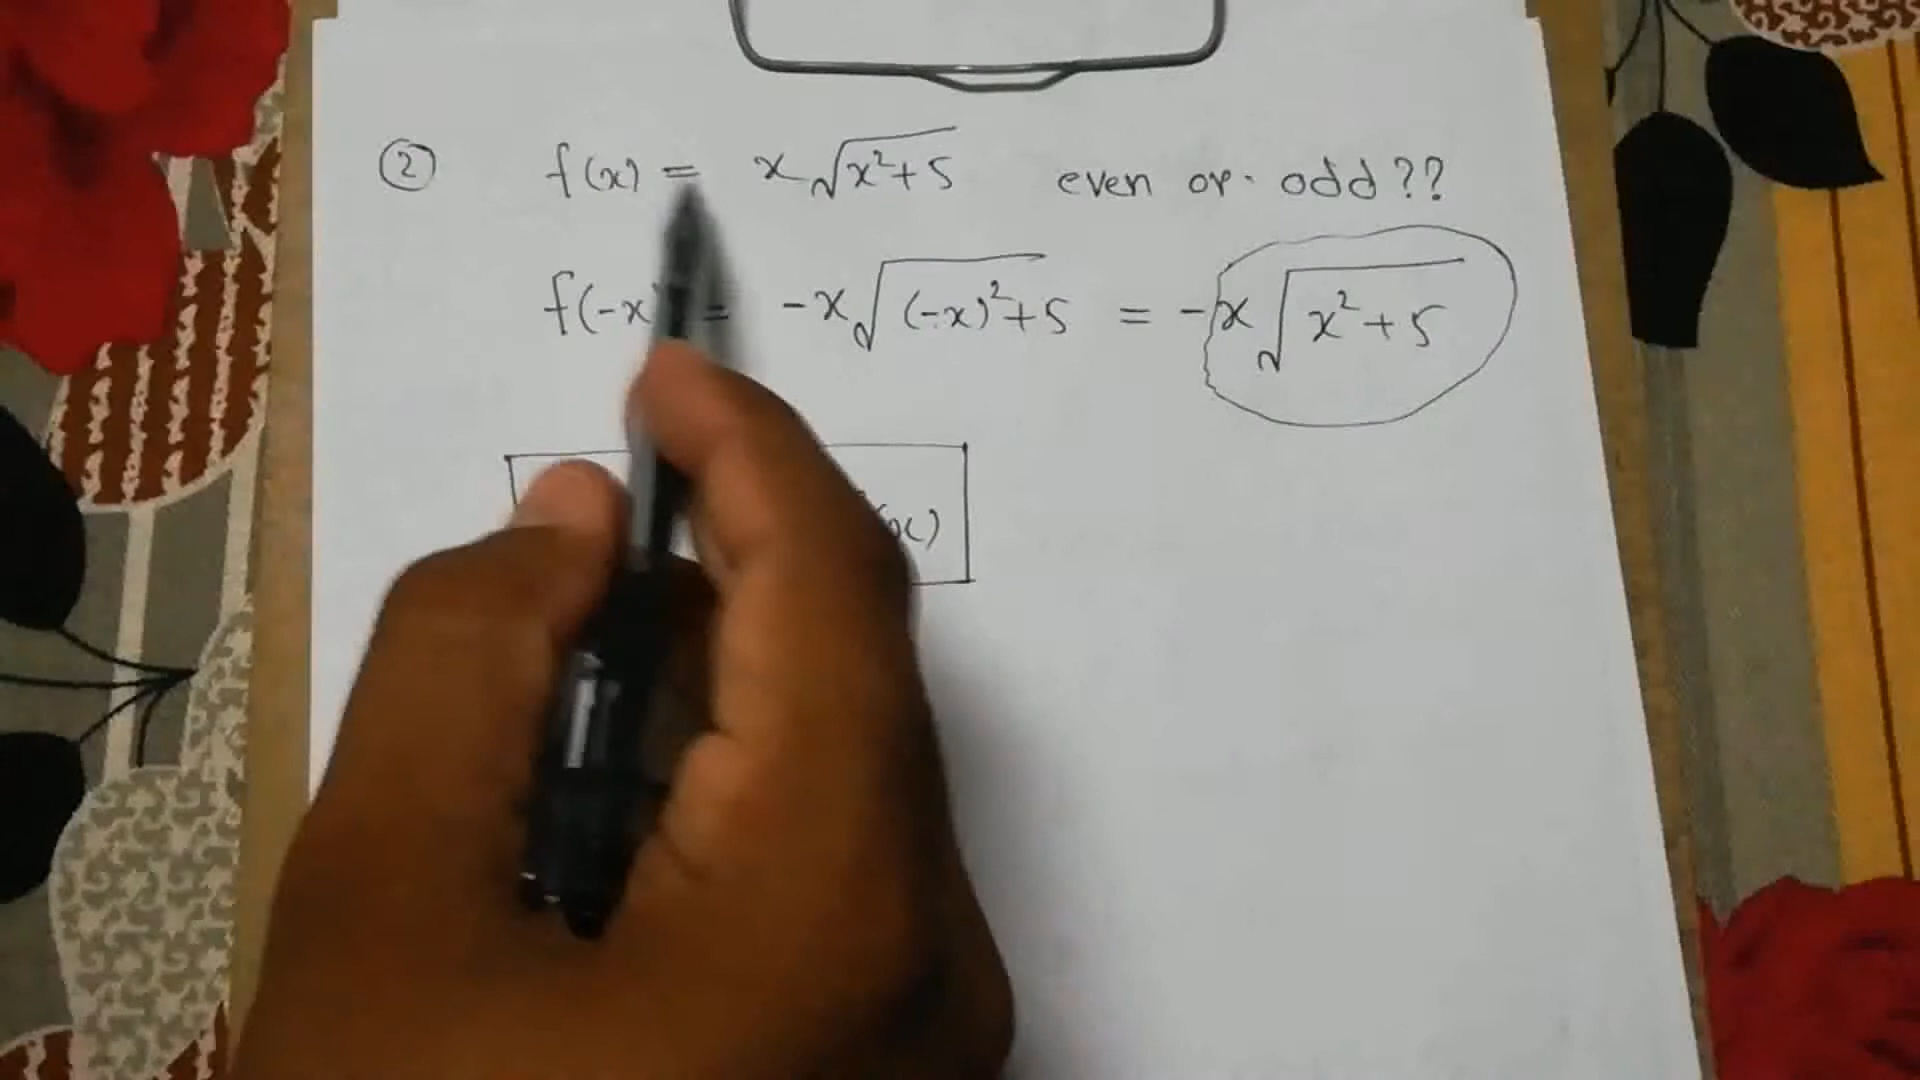 ② f(x) = x√(x²+5) even or odd??
f(-x) = -x√((-x)²+5) = -x√(x²+5)
(x)